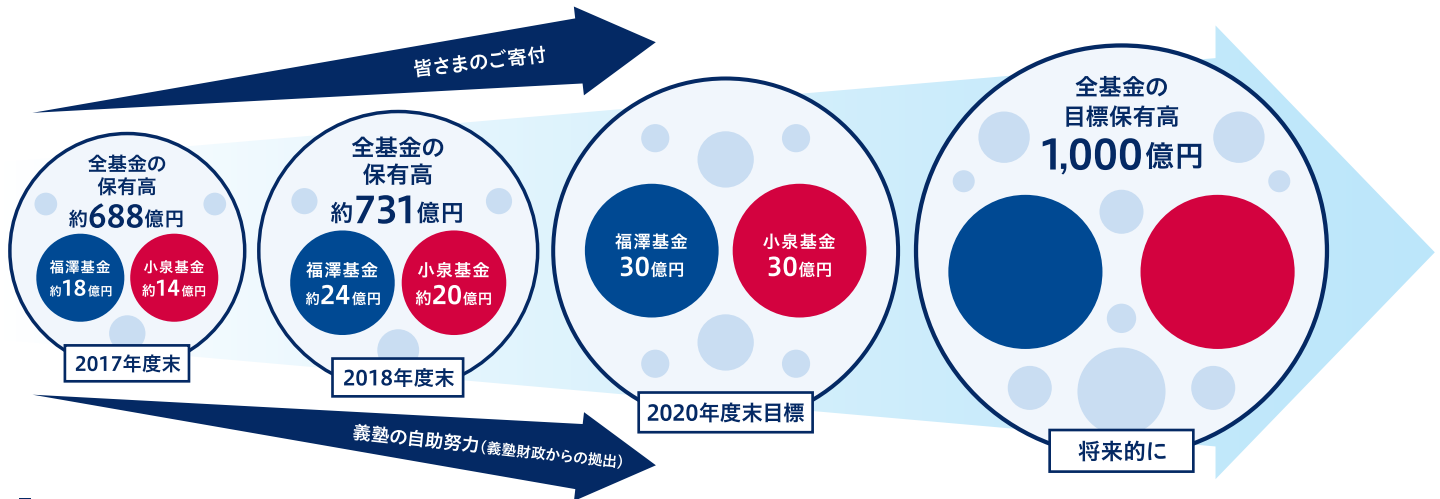 皆さまのご寄付
全基金の
保有高
約688億円
福澤基金
約18億円
小泉基金
約14億円
2017年度末
全基金の
保有高
約731億円
福澤基金
約24億円
小泉基金
約20億円
2018年度末
福澤基金
30億円
小泉基金
30億円
2020年度末目標
全基金の
目標保有高
1,000億円
将来的に
義塾の自助努力（義塾財政からの拠出）